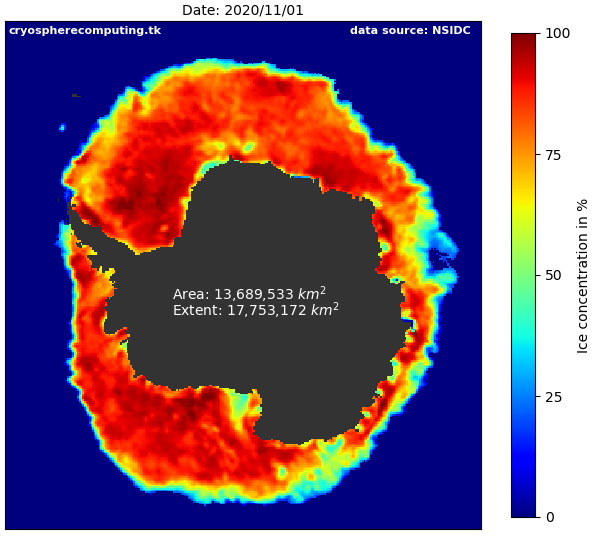 Date: 2020/11/01
cryospherecomputing.tk data source: NSIDC
Area: 13,689,533 km²
Extent: 17,753,172 km²
100
75
50
25
0
Ice concentration in %